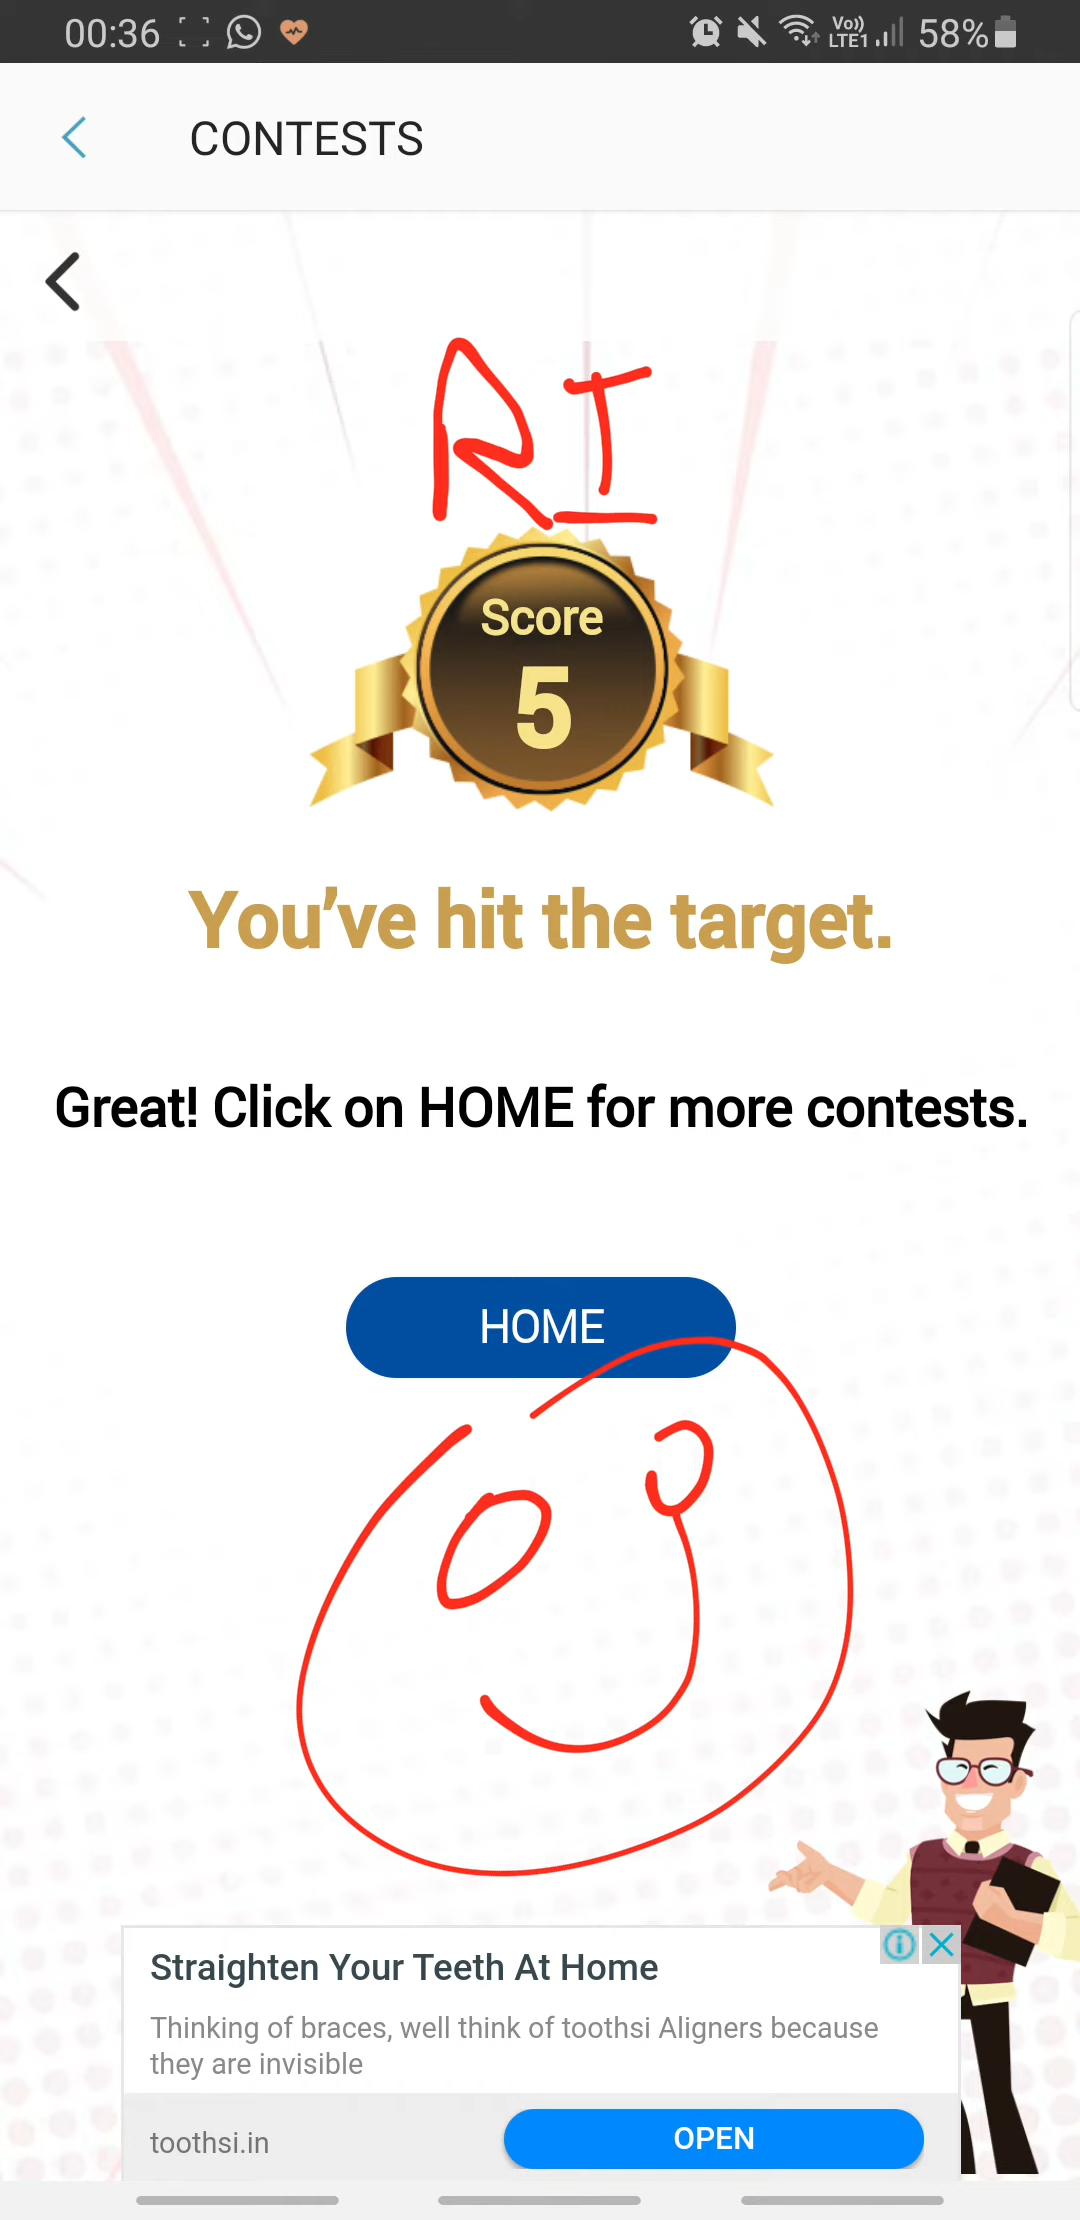 00:36 Vo)) LTE1 58%
CONTESTS
RI
Score
5
You've hit the target.
Great! Click on HOME for more contests.
HOME
Straighten Your Teeth At Home
Thinking of braces, well think of toothsi Aligners because
they are invisible
toothsi.in OPEN